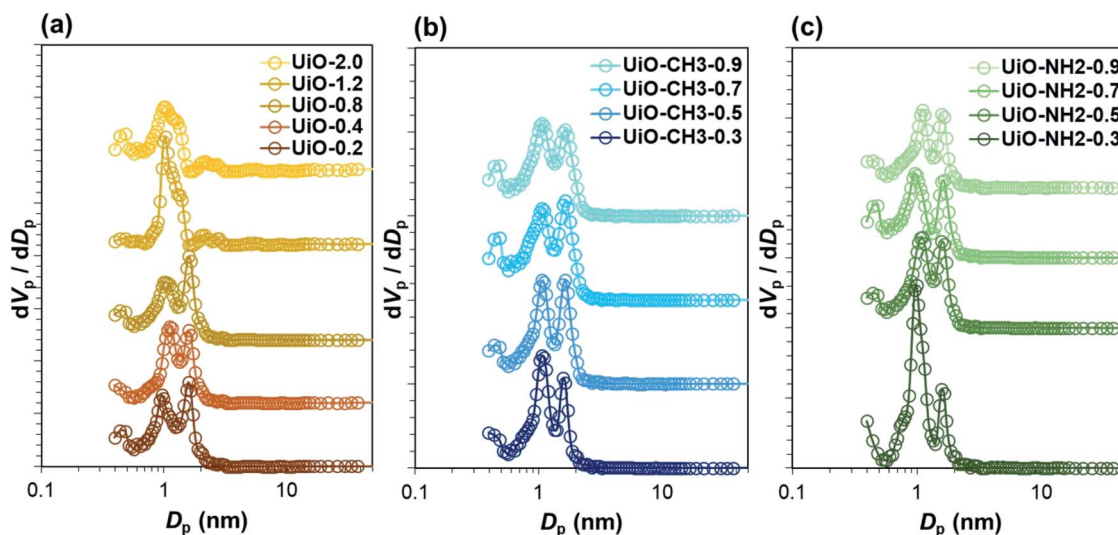 (a)
UiO-2.0
UiO-1.2
UiO-0.8
UiO-0.4
UiO-0.2
dVp / dDp
0.1 1 10
Dp (nm)
(b)
UiO-CH3-0.9
UiO-CH3-0.7
UiO-CH3-0.5
UiO-CH3-0.3
dVp / dDp
0.1 1 10
Dp (nm)
(c)
UiO-NH2-0.9
UiO-NH2-0.7
UiO-NH2-0.5
UiO-NH2-0.3
dVp / dDp
0.1 1 10
Dp (nm)